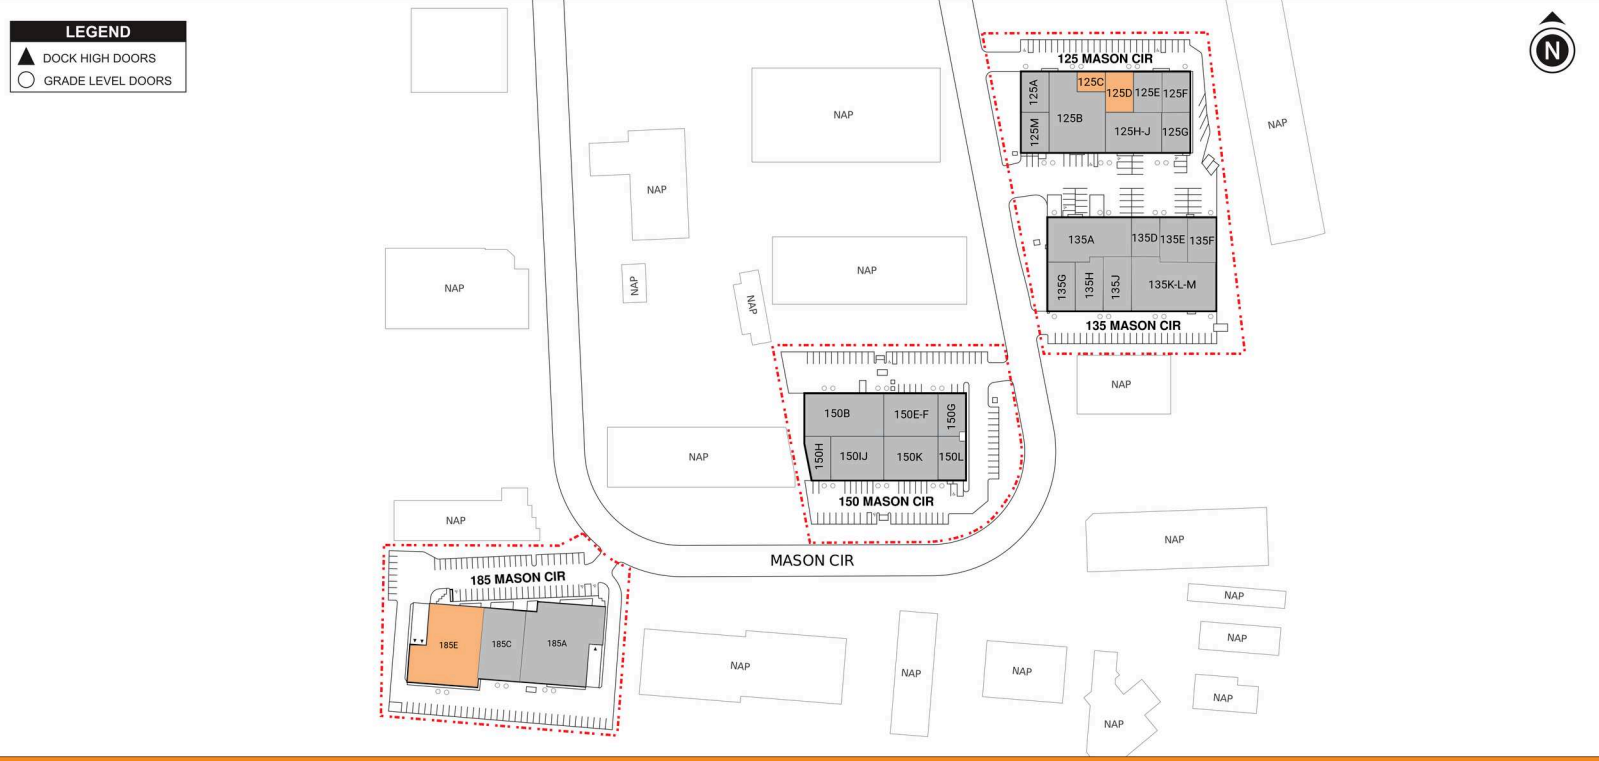 LEGEND
DOCK HIGH DOORS
GRADE LEVEL DOORS
N
125 MASON CIR
125A
125C
125D
125E
125F
125M
125B
125H-J
125G
NAP
NAP
NAP
135A
135D
135E
135F
135G
135H
135J
135K-L-M
135 MASON CIR
NAP
NAP
NAP
NAP
NAP
150B
150E-F
150G
150H
150IJ
150K
150L
150 MASON CIR
NAP
NAP
MASON CIR
NAP
185 MASON CIR
185E
185C
185A
NAP
NAP
NAP
NAP
NAP
NAP
NAP